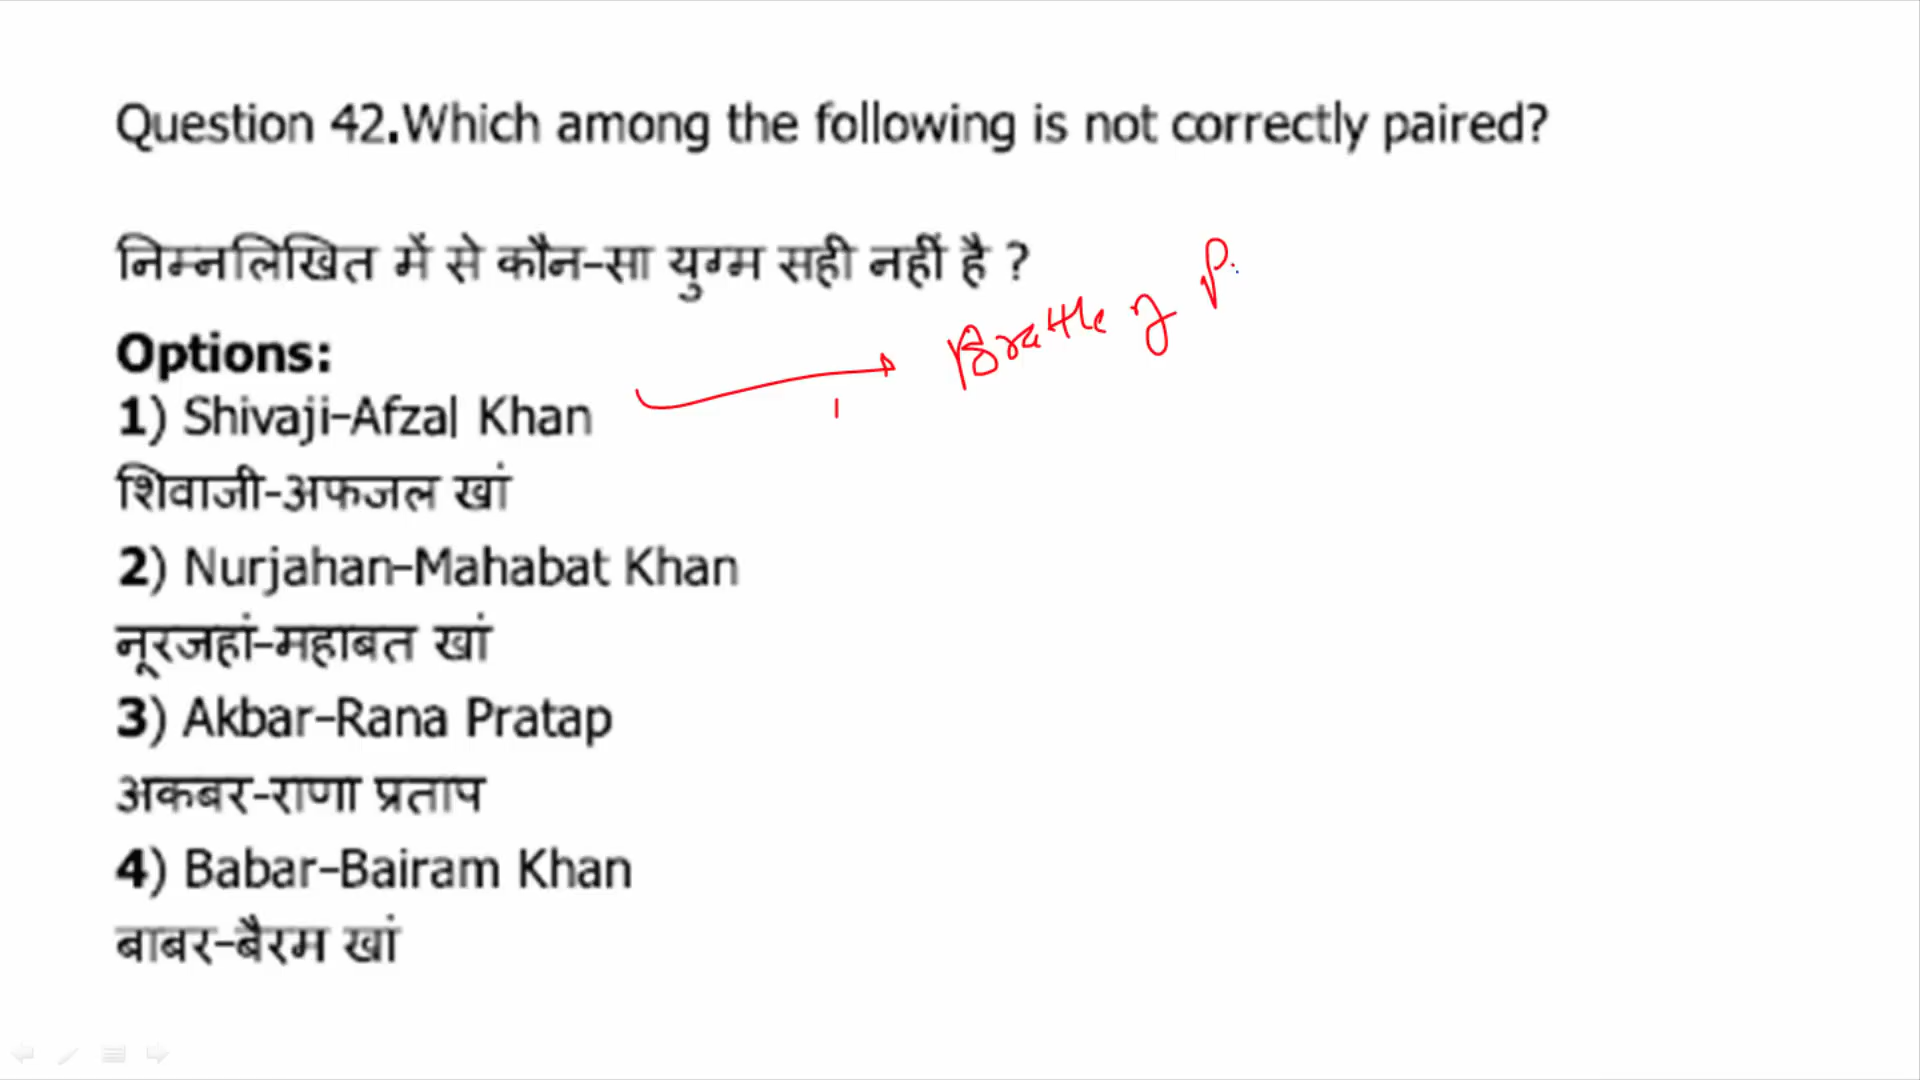 Question 42.Which among the following is not correctly paired?
निम्नलिखित में से कौन-सा युग्म सही नहीं है ?
Battle of P
Options:
1) Shivaji-Afzal Khan
शिवाजी-अफजल खां
2) Nurjahan-Mahabat Khan
नूरजहां-महाबत खां
3) Akbar-Rana Pratap
अकबर-राणा प्रताप
4) Babar-Bairam Khan
बाबर-बैरम खां